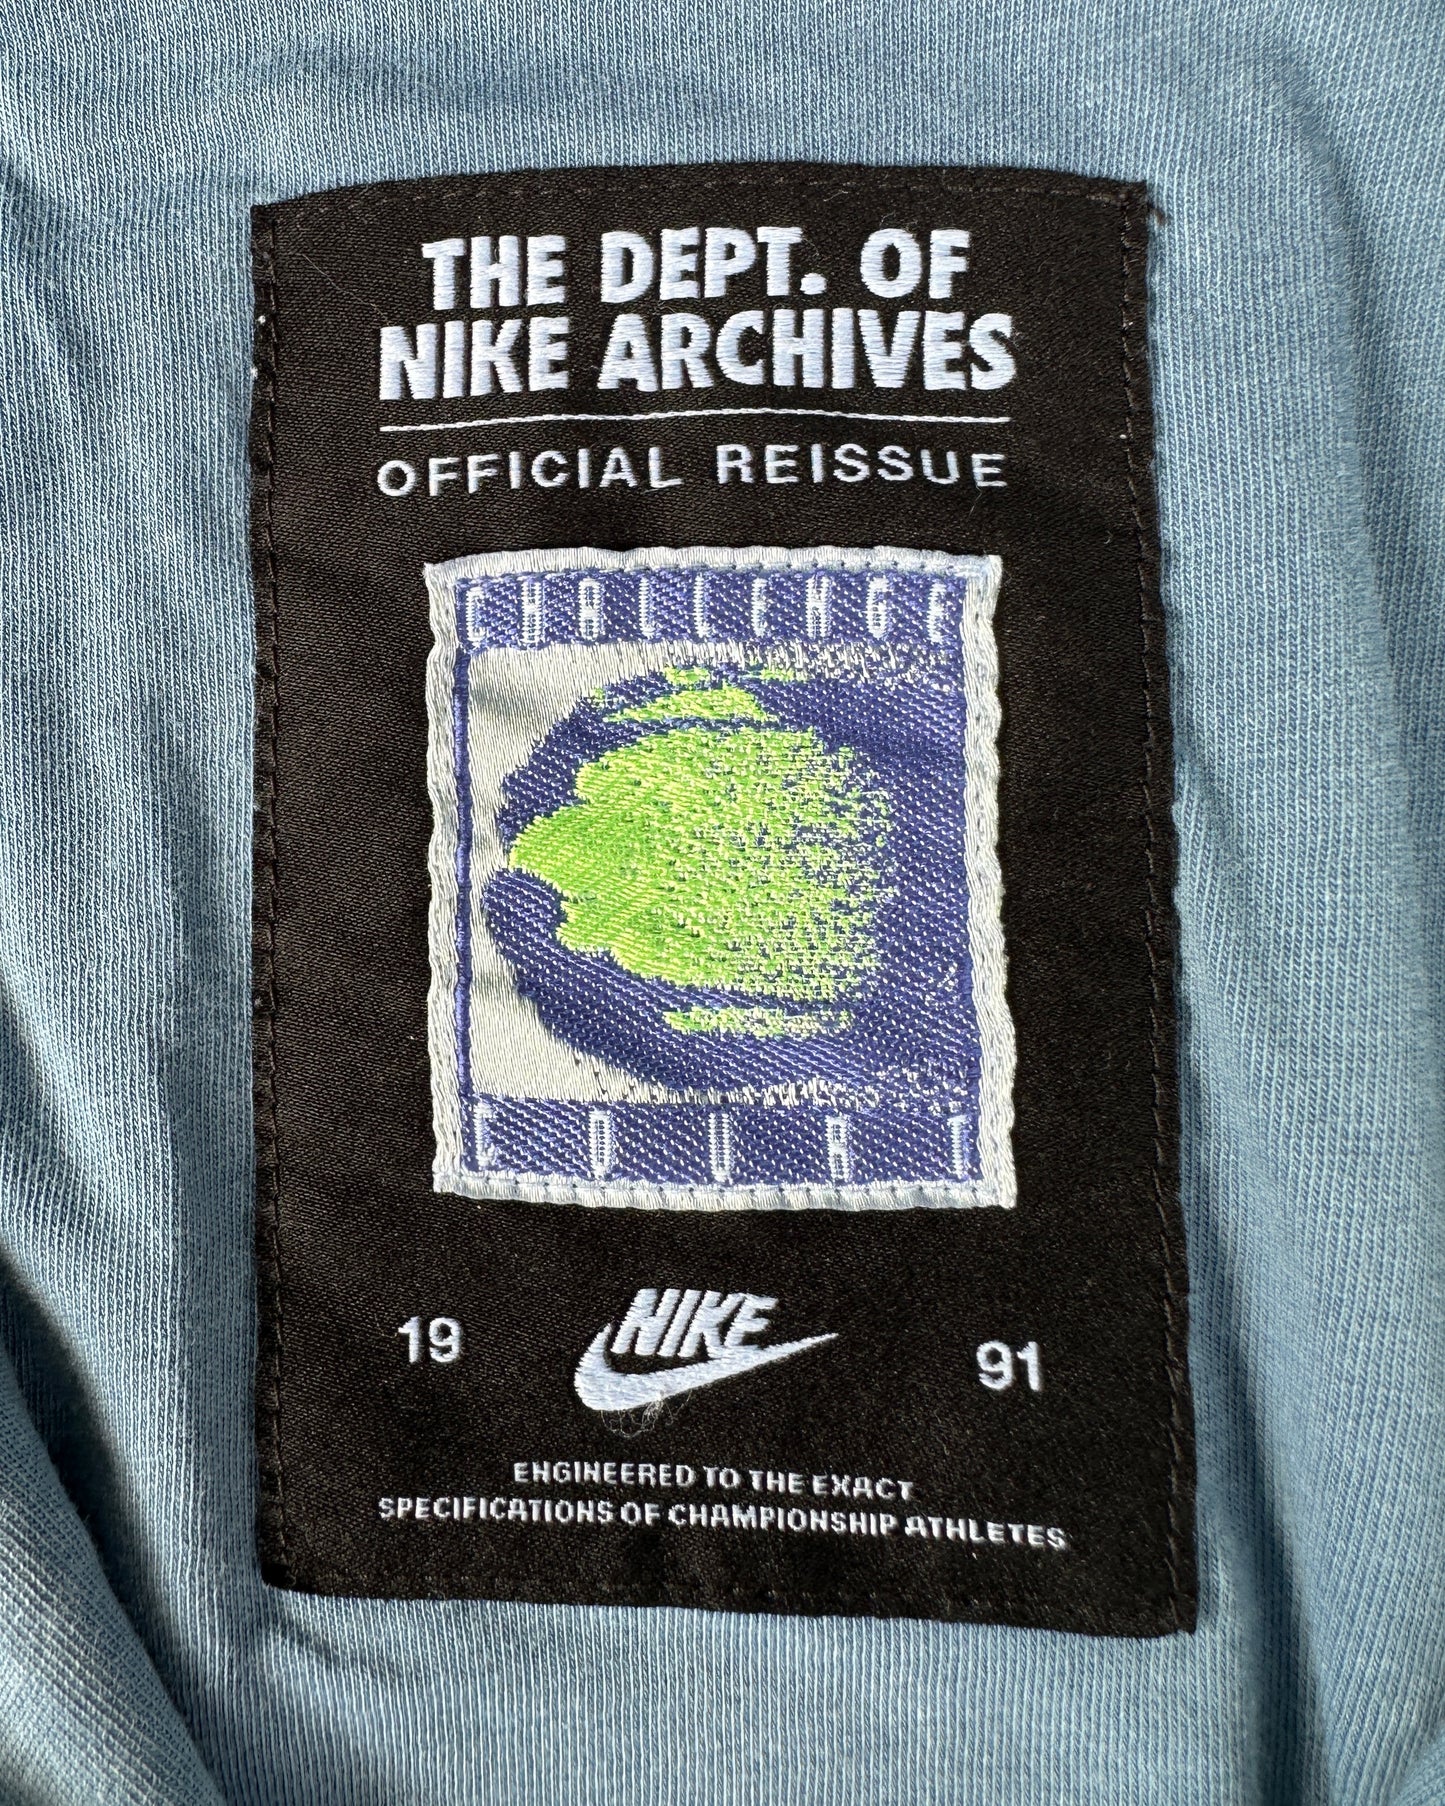 THE DEPT. OF
NIKE ARCHIVES
OFFICIAL REISSUE
CHALLENGE
COURT
19 NIKE 91
ENGINEERED TO THE EXACT
SPECIFICATIONS OF CHAMPIONSHIP ATHLETES